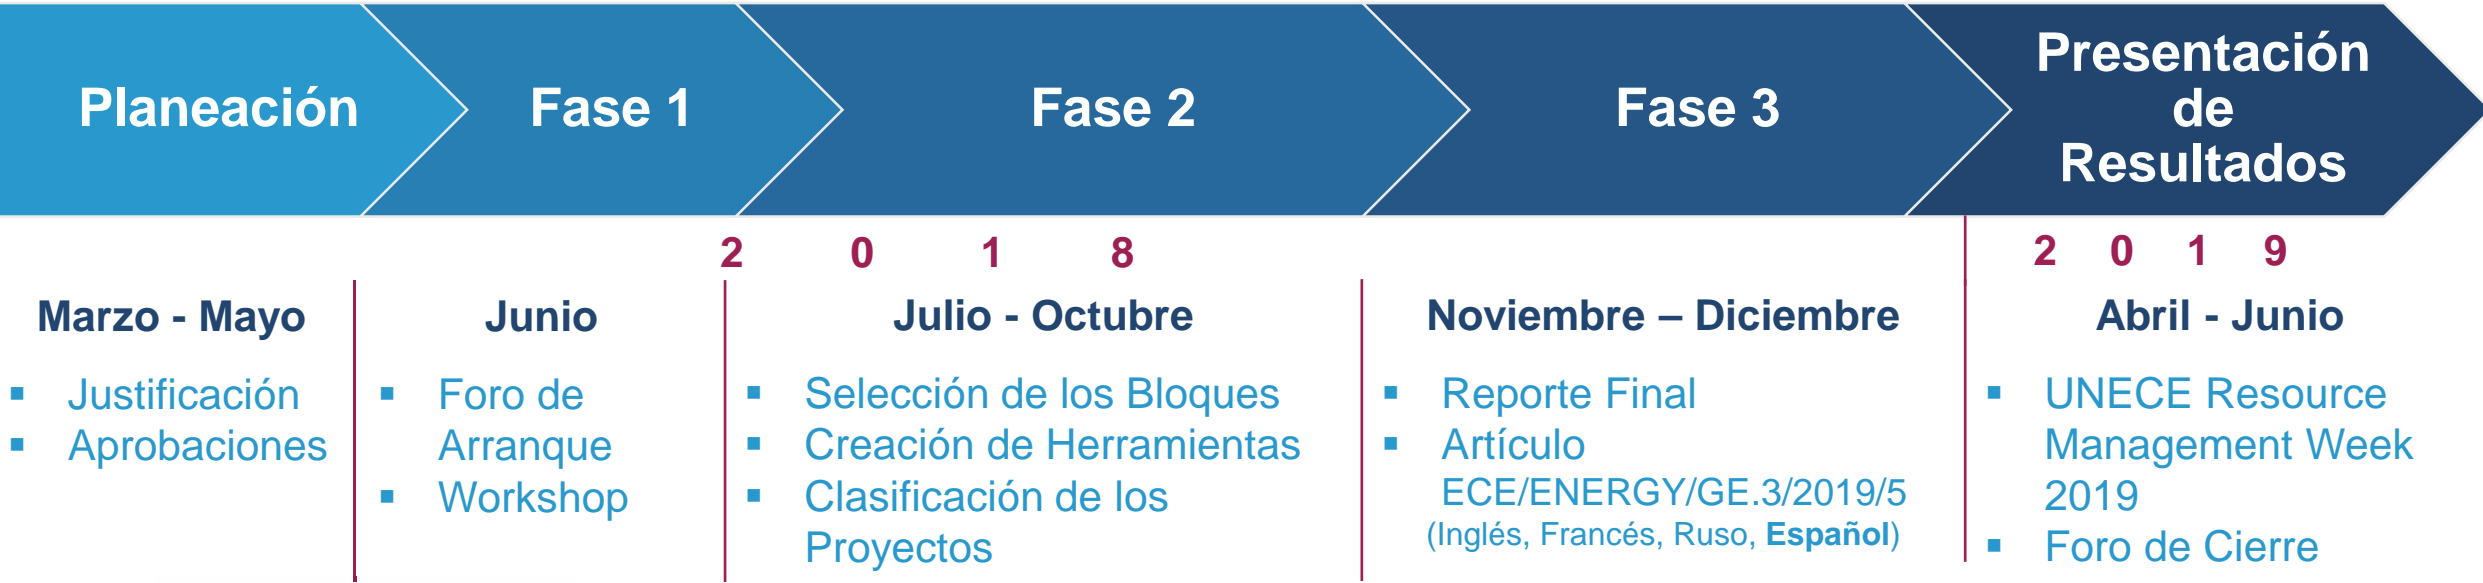 Planeación
Fase 1
Fase 2
Fase 3
Presentación
de
Resultados
2 0 1 8
2 0 1 9
Marzo - Mayo
▪ Justificación
▪ Aprobaciones
Junio
▪ Foro de
Arranque
▪ Workshop
Julio - Octubre
▪ Selección de los Bloques
▪ Creación de Herramientas
▪ Clasificación de los
Proyectos
Noviembre – Diciembre
▪ Reporte Final
▪ Artículo
ECE/ENERGY/GE.3/2019/5
(Inglés, Francés, Ruso, Español)
Abril - Junio
▪ UNECE Resource
Management Week
2019
▪ Foro de Cierre